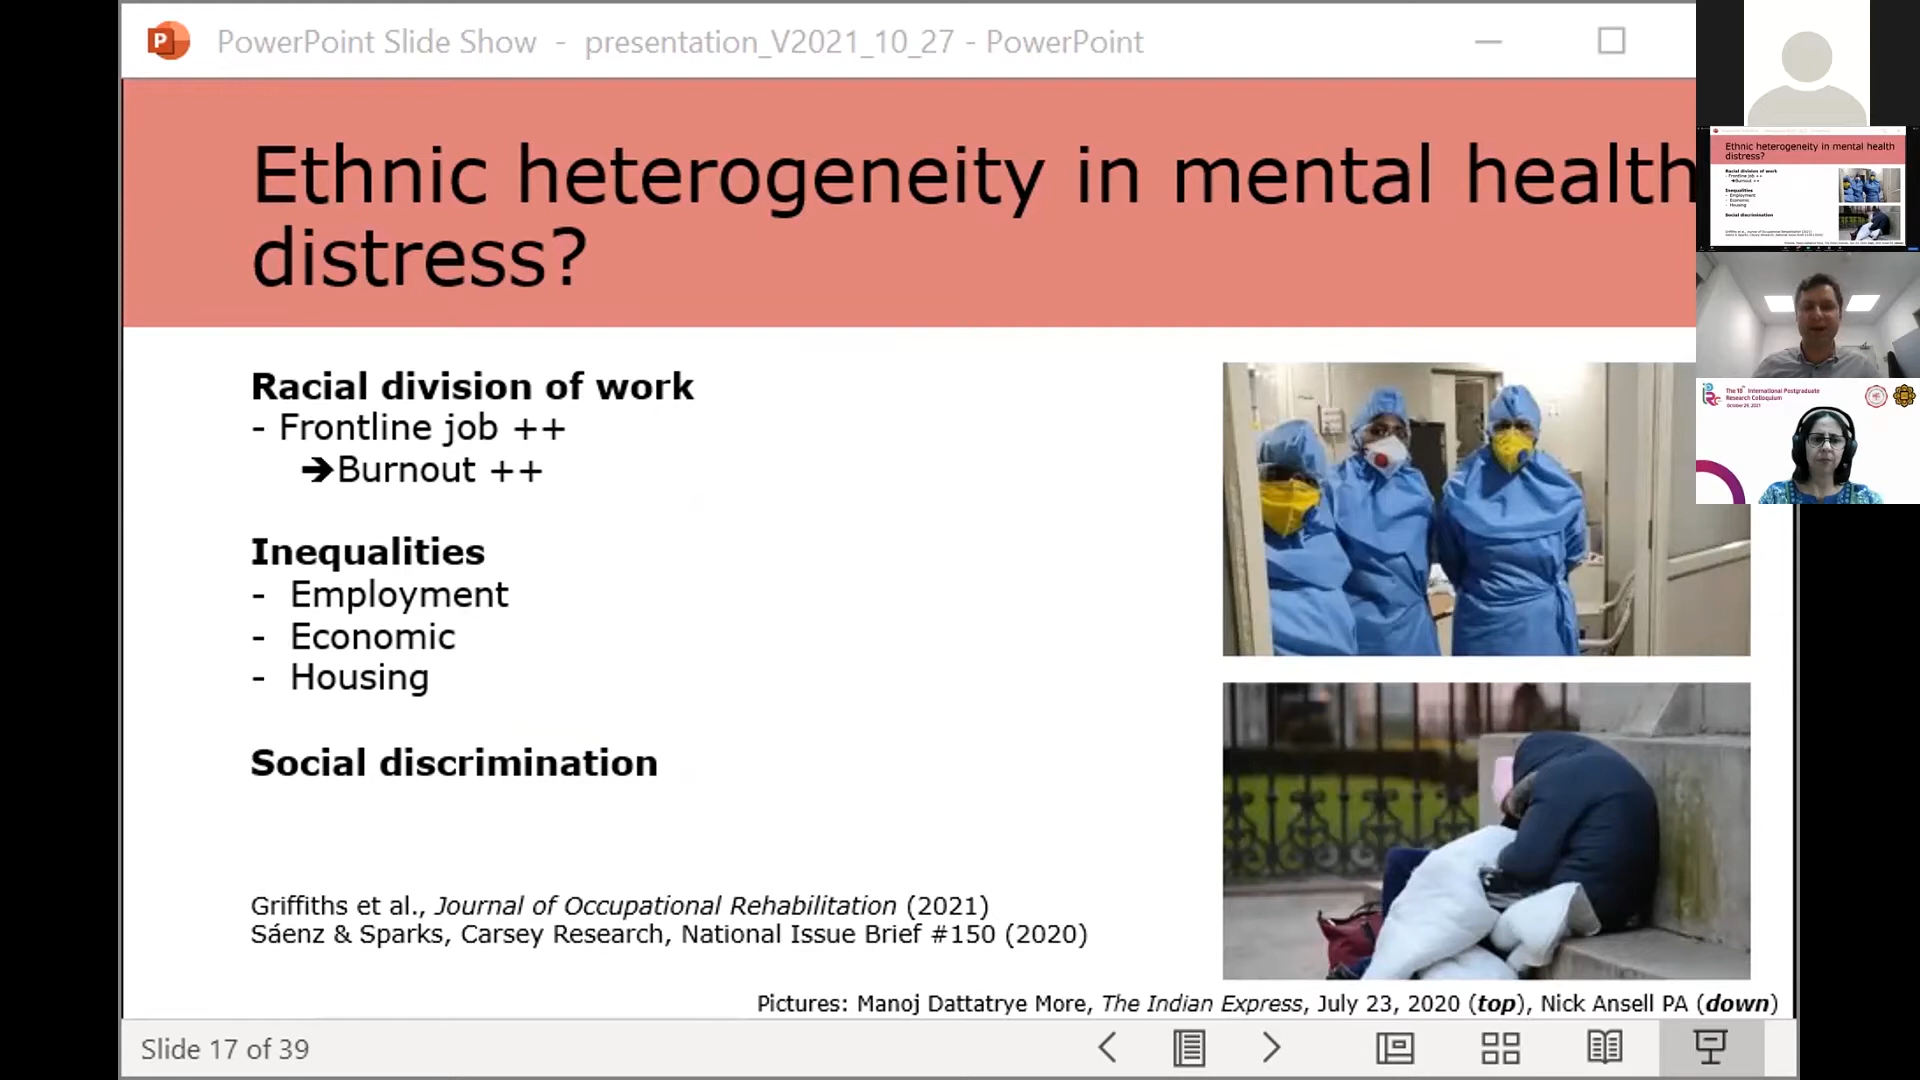 PowerPoint Slide Show - presentation_V2021_10_27 - PowerPoint
Ethnic heterogeneity in mental health
distress?
Racial division of work
- Frontline job ++
➔Burnout ++
Inequalities
- Employment
- Economic
- Housing
Social discrimination
Griffiths et al., Journal of Occupational Rehabilitation (2021)
Sáenz & Sparks, Carsey Research, National Issue Brief #150 (2020)
Pictures: Manoj Dattatrye More, The Indian Express, July 23, 2020 (top), Nick Ansell PA (down)
Slide 17 of 39
Ethnic heterogeneity in mental health
distress?
Racial division of work
- Frontline job ++
➔Burnout ++
Inequalities
- Employment
- Economic
- Housing
Social discrimination
The 18th International Postgraduate
Research Colloquium
October 29, 2021